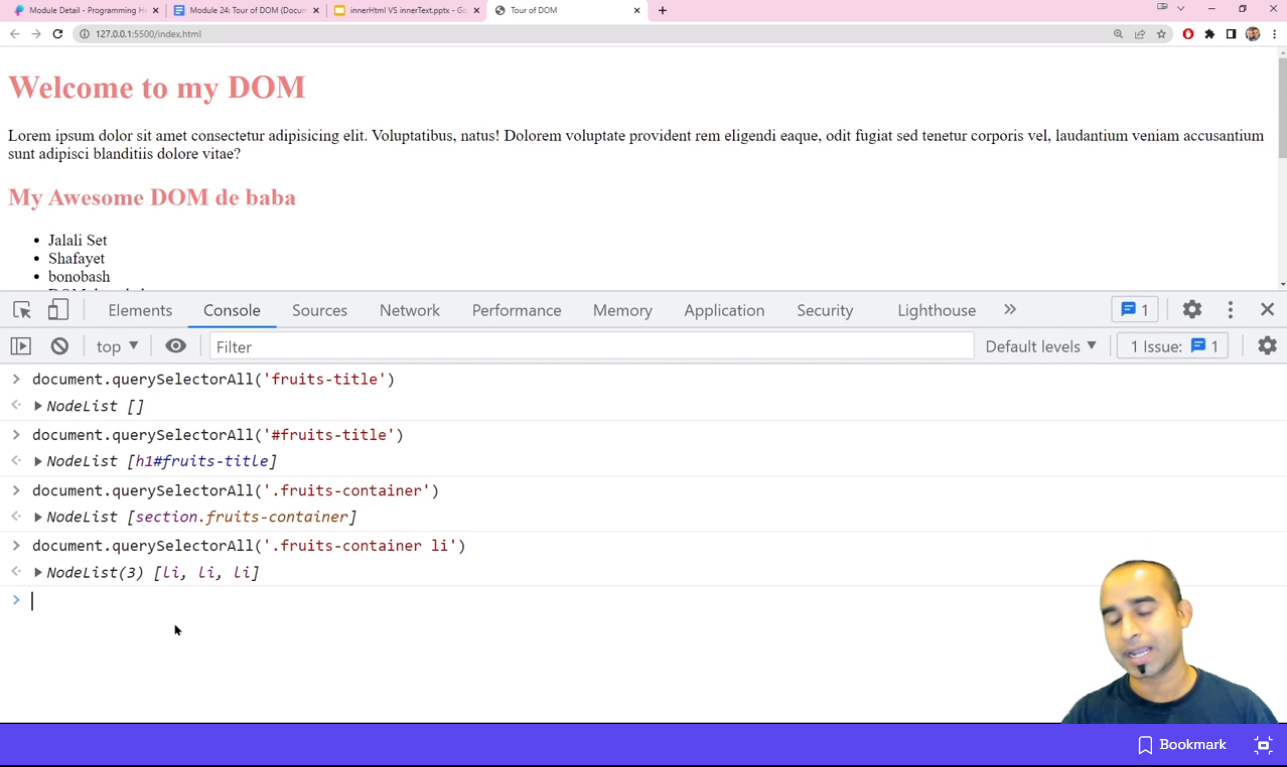 Module Detail - Programming He
Module 24: Tour of DOM (Docum
innerHtml VS innerText.pptx - Go
Tour of DOM
127.0.0.1:5500/index.html
Welcome to my DOM
Lorem ipsum dolor sit amet consectetur adipisicing elit. Voluptatibus, natus! Dolorem voluptate provident rem eligendi eaque, odit fugiat sed tenetur corporis vel, laudantium veniam accusantium
sunt adipisci blanditiis dolore vitae?
My Awesome DOM de baba
Jalali Set
Shafayet
bonobash
Elements Console Sources Network Performance Memory Application Security Lighthouse 1
top Filter Default levels 1 Issue: 1
document.querySelectorAll('fruits-title')
NodeList []
document.querySelectorAll('#fruits-title')
NodeList [h1#fruits-title]
document.querySelectorAll('.fruits-container')
NodeList [section.fruits-container]
document.querySelectorAll('.fruits-container li')
NodeList(3) [li, li, li]
Bookmark